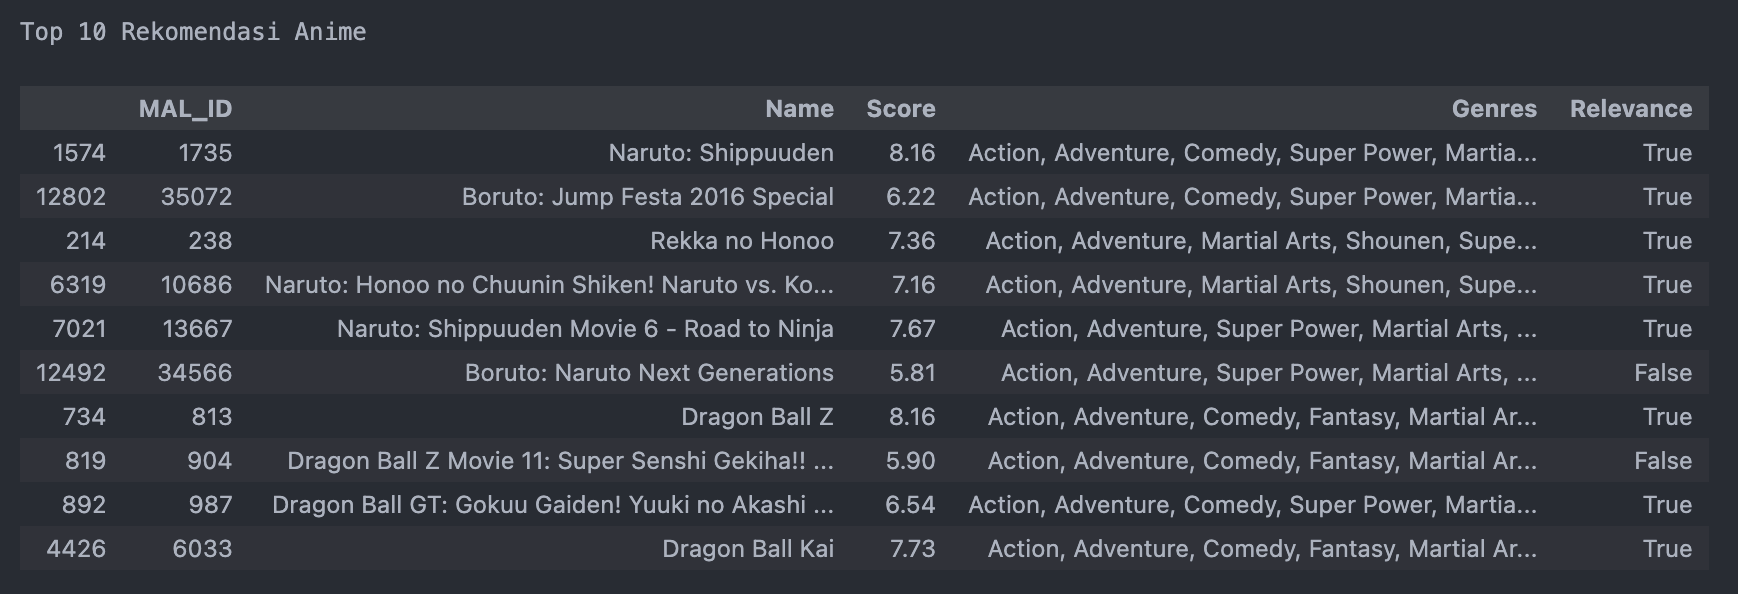 Top 10 Rekomendasi Anime
MAL_ID Name Score Genres Relevance
1574 1735 Naruto: Shippuuden 8.16 Action, Adventure, Comedy, Super Power, Martia... True
12802 35072 Boruto: Jump Festa 2016 Special 6.22 Action, Adventure, Comedy, Super Power, Martia... True
214 238 Rekka no Honoo 7.36 Action, Adventure, Martial Arts, Shounen, Supe... True
6319 10686 Naruto: Honoo no Chuunin Shiken! Naruto vs. Ko... 7.16 Action, Adventure, Martial Arts, Shounen, Supe... True
7021 13667 Naruto: Shippuuden Movie 6 - Road to Ninja 7.67 Action, Adventure, Super Power, Martial Arts, ... True
12492 34566 Boruto: Naruto Next Generations 5.81 Action, Adventure, Super Power, Martial Arts, ... False
734 813 Dragon Ball Z 8.16 Action, Adventure, Comedy, Fantasy, Martial Ar... True
819 904 Dragon Ball Z Movie 11: Super Senshi Gekiha!! ... 5.90 Action, Adventure, Comedy, Fantasy, Martial Ar... False
892 987 Dragon Ball GT: Gokuu Gaiden! Yuuki no Akashi ... 6.54 Action, Adventure, Comedy, Super Power, Martia... True
4426 6033 Dragon Ball Kai 7.73 Action, Adventure, Comedy, Fantasy, Martial Ar... True